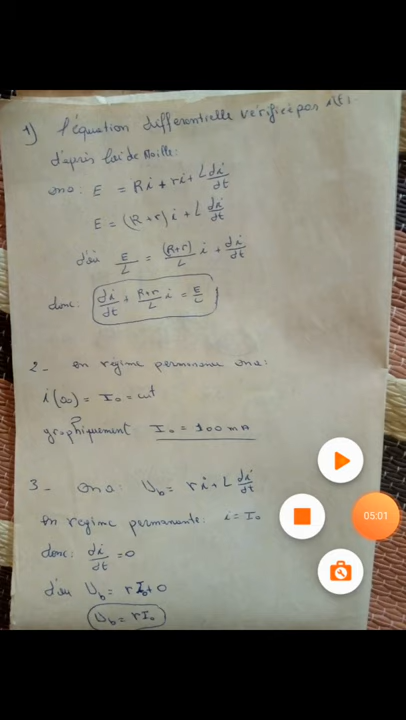 1) l'équation différentielle vérifiée par i(t).
d'après loi de Maille:
on a: E = Ri + ri + L di/dt
E = (R+r) i + L di/dt
d'où E/L = (R+r)/L i + di/dt
donc: di/dt + R+r/L i = E/L
2 - en régime permanent on a:
i(∞) = I₀ = cst
graphiquement I₀ = 100 mA
3 - on a: U_b = ri + L di/dt
en régime permanente: i = I₀
donc: di/dt = 0
05:01
d'où U_b = rI₀ + 0
U_b = rI₀